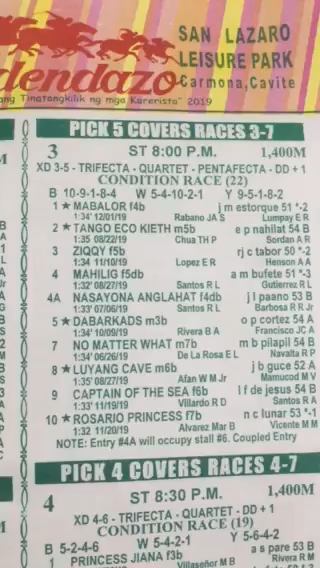 SAN LAZARO
LEISURE PARK
Carmona, Cavite
dendazo
ang Tinatangkilik ng mga Karerista" 2019
PICK 5 COVERS RACES 3-7
3 ST 8:00 P.M. 1,400M
XD 3-5 - TRIFECTA - QUARTET - PENTAFECTA - DD + 1
CONDITION RACE (22)
B 10-9-1-8-4 W 5-4-10-2-1 Y 9-5-1-8-2
1 ★ MABALOR f4b j m estorque 51 *-2
1:34' 12/01/19 Rabano JA S Lumpay E R
2 ★ TANGO ECO KIETH m5b e p nahilat 54 B
1:35 08/22/19 Chua TH P Sordan A R
3 ZIQQY f5b rj c tabor 50 *-2
1:34 11/10/19 Lopez E R Henson A A
4 MAHILIG f5db a m bufete 51 *-3
1:32' 08/27/19 Santos R L Gutierrez R L
4A NASAYONA ANGLAHAT f4db j l paano 53 B
1:33' 07/06/19 Santos R L Barbosa R R Jr
5 ★ DABARKADS m3b o p cortez 54 A
1:34' 10/09/19 Rivera B A Francisco JC A
7 NO MATTER WHAT m7b m b pilapil 54 B
1:34' 06/26/19 De La Rosa E L Navalta R P
8 ★ LUYANG CAVE m6b j b guce 52 A
1:35' 08/27/19 Afan W M Jr Mamucod M V
9 CAPTAIN OF THE SEA f6b l f de jesus 54 B
1:33' 11/19/19 Villardo R D Santos R A
10 ★ ROSARIO PRINCESS f7b n c lunar 53 *-1
1:32 11/20/19 Alvarez Mar B Vicente M M
NOTE: Entry #4A will occupy stall #6. Coupled Entry
PICK 4 COVERS RACES 4-7
4 ST 8:30 P.M. 1,400M
XD 4-6 - TRIFECTA - QUARTET - DD + 1
CONDITION RACE (19)
B 5-2-4-6 W 5-4-2-1 Y 5-6-4-2
1 PRINCESS JIANA f3b a s pare 53 B
Villaseñor M B Rivera R M